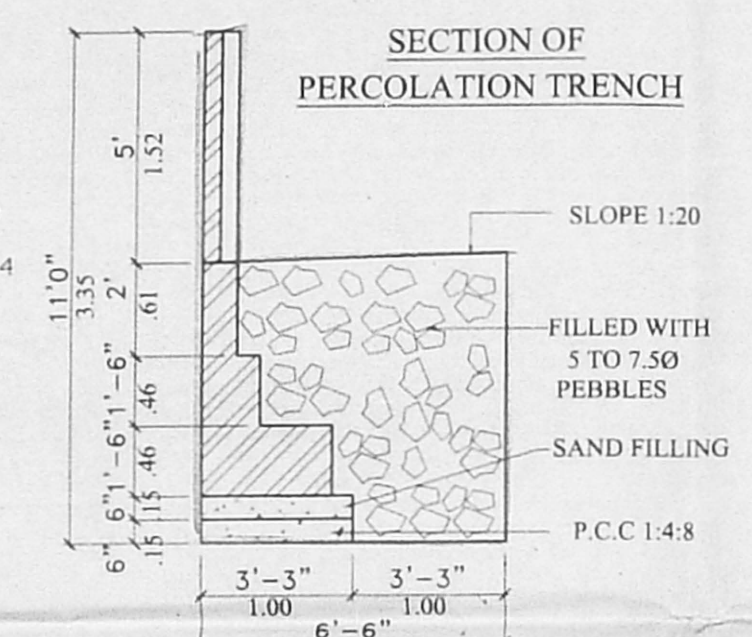 SECTION OF
PERCOLATION TRENCH
SLOPE 1:20
FILLED WITH
5 TO 7.5Ø
PEBBLES
SAND FILLING
P.C.C 1:4:8
4
11'0"
3.35
5'
1.52
2'
.61
1'-6"
.46
1'-6"
.46
6"
.15
6"
.15
3'-3"
3'-3"
1.00
1.00
6'-6"